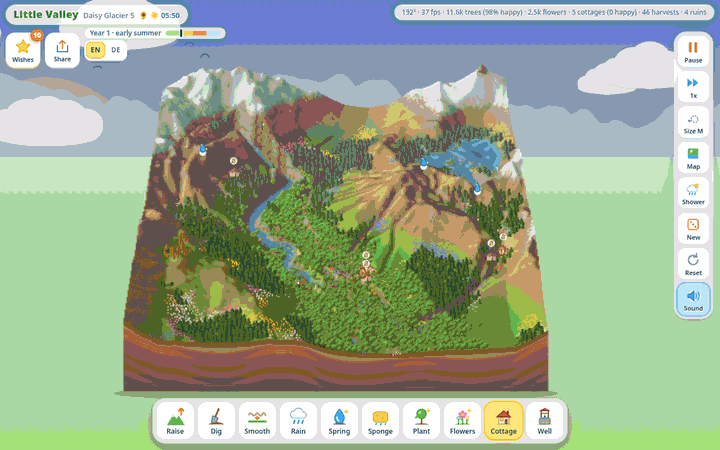 Little Valley Daisy Glacier 5 05:50
192² · 37 fps · 11.6k trees (98% happy) · 2.5k flowers · 5 cottages (0 happy) · 46 harvests · 4 ruins
Year 1 · early summer
10
Wishes
Share
EN
DE
Pause
1x
Size M
Map
Shower
New
Reset
Sound
Raise
Dig
Smooth
Rain
Spring
Sponge
Plant
Flowers
Cottage
Well